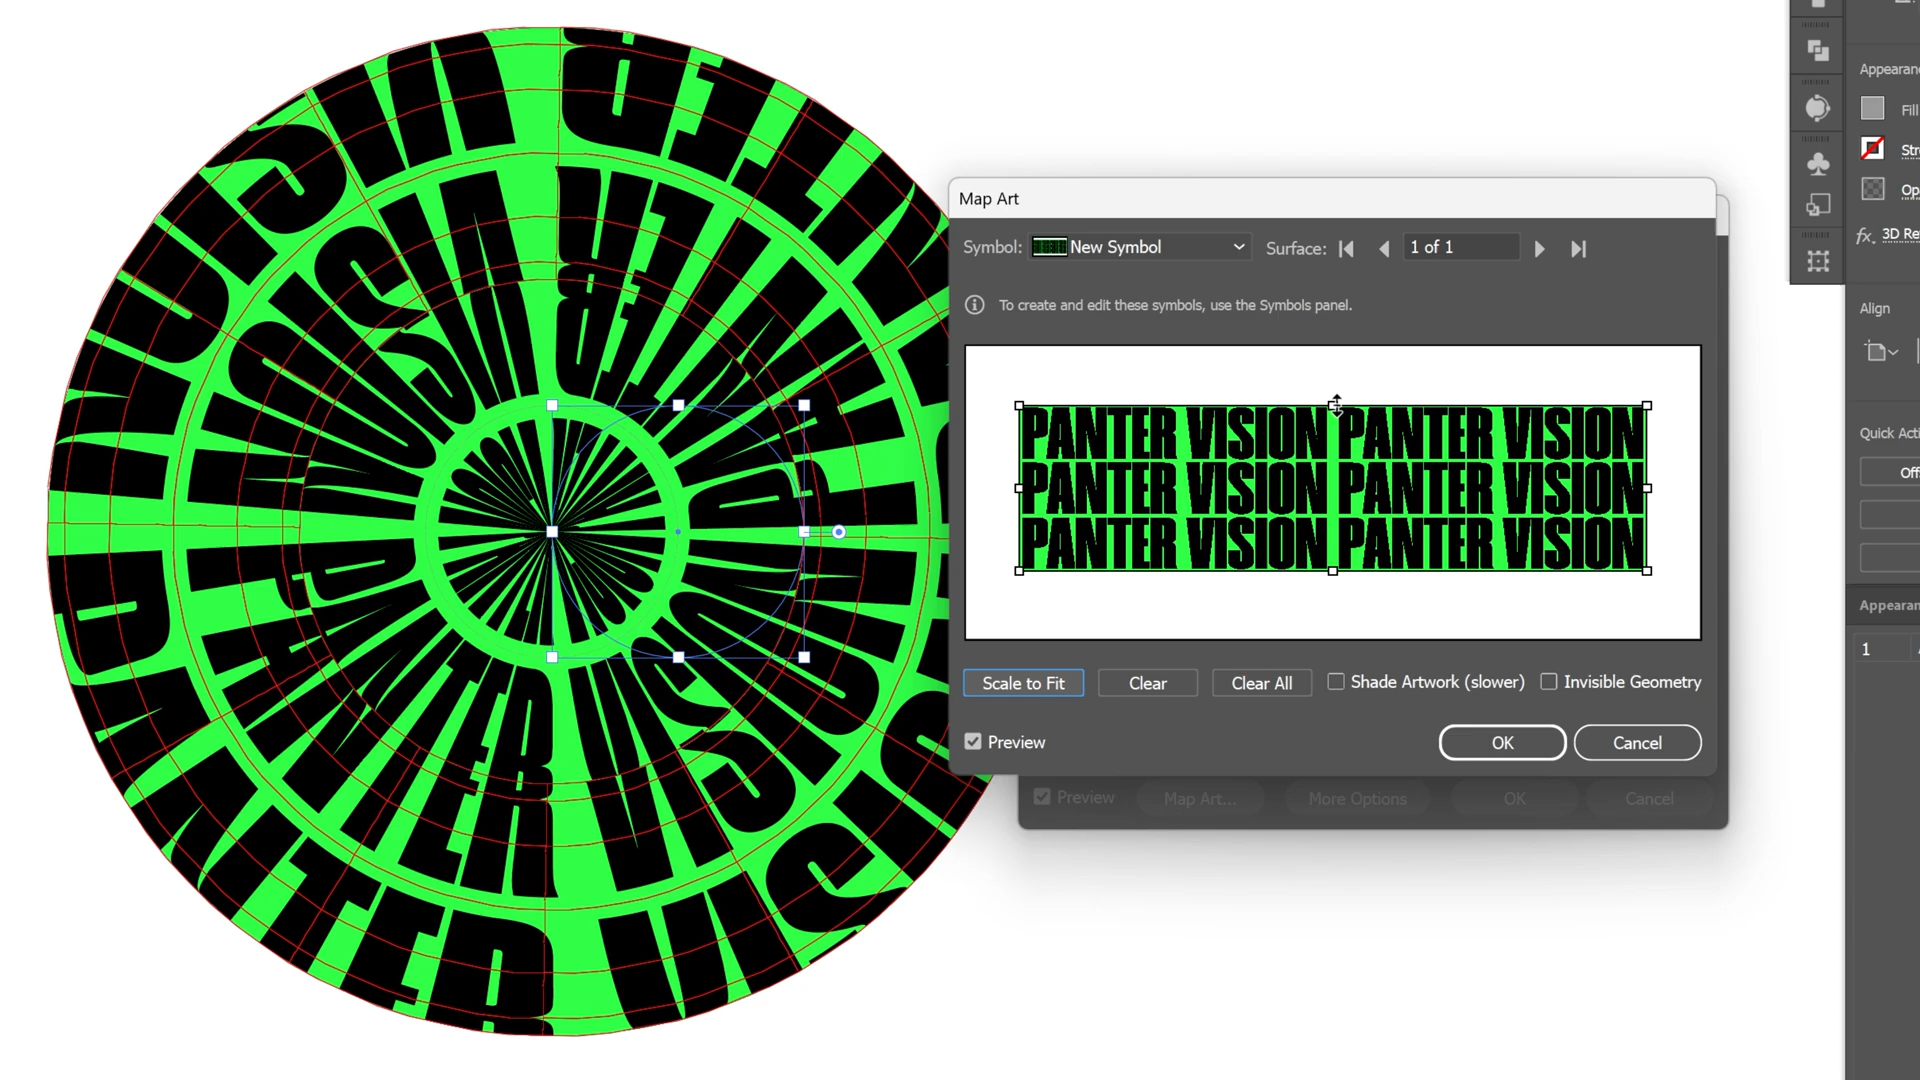 Map Art
Symbol: New Symbol Surface: 1 of 1
To create and edit these symbols, use the Symbols panel.
PANTER VISION PANTER VISION
PANTER VISION PANTER VISION
PANTER VISION PANTER VISION
Scale to Fit Clear Clear All Shade Artwork (slower) Invisible Geometry
Preview OK Cancel
Preview Map Art... More Options OK Cancel
Appearan
Fill
Str
Op
fx 3D Re
Align
Quick Acti
Off
Appearan
1